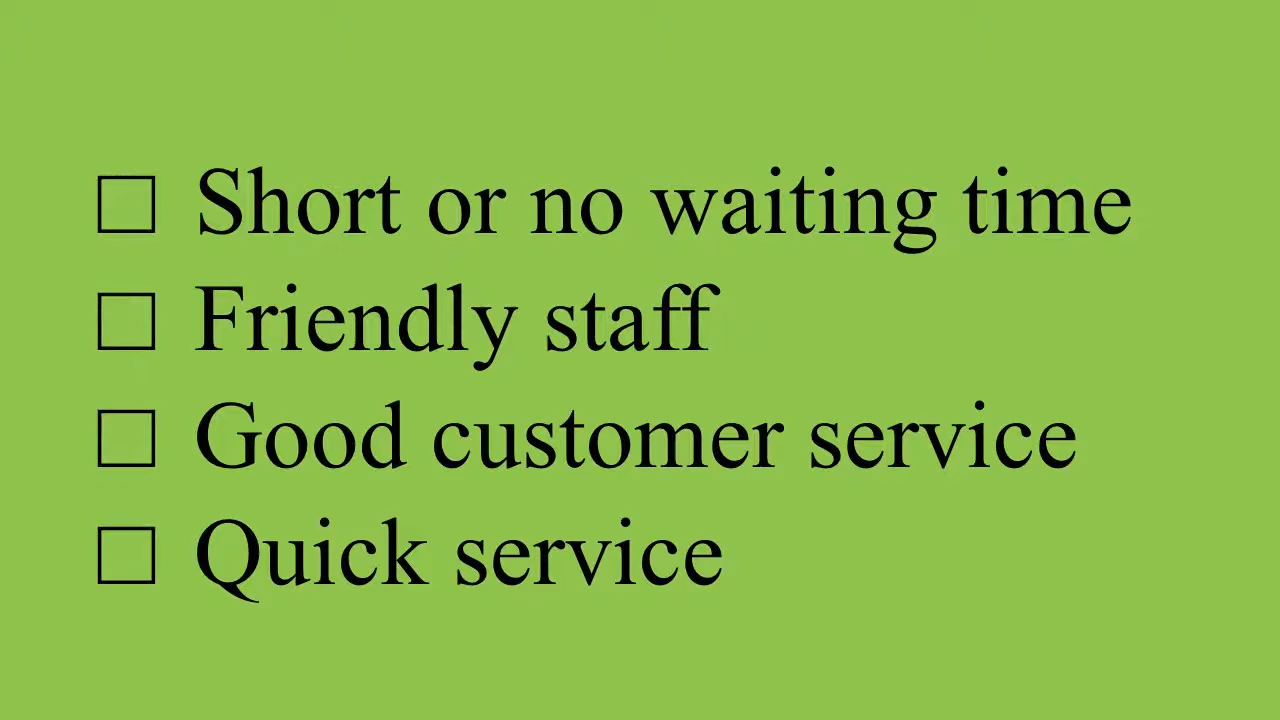 ☐ Short or no waiting time
☐ Friendly staff
☐ Good customer service
☐ Quick service